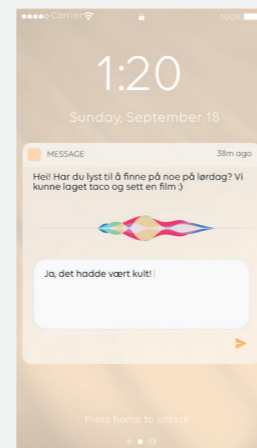 Carrier
100%
1:20
Sunday, September 18
MESSAGE
38m ago
Hei! Har du lyst til å finne på noe på lørdag? Vi
kunne laget taco og sett en film :)
Ja, det hadde vært kult!
Press home to unlock